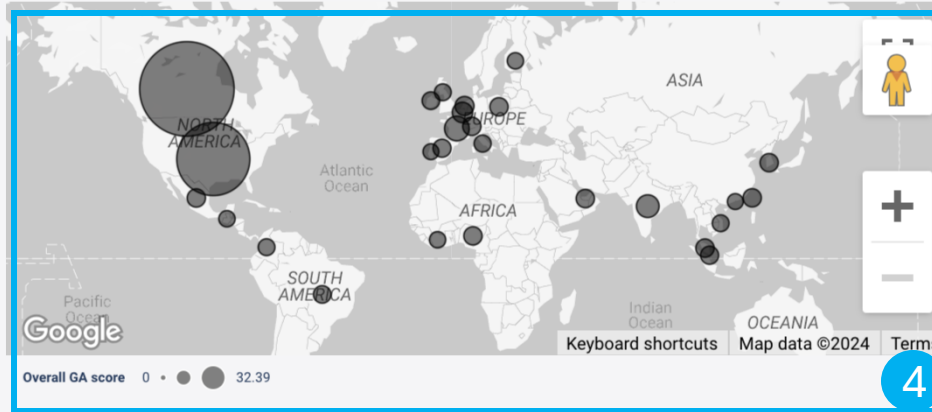 ASIA
NORTH
AMERICA
EUROPE
Atlantic
Ocean
AFRICA
SOUTH
AMERICA
Pacific
Ocean
Indian
Ocean
OCEANIA
Google
Keyboard shortcuts Map data ©2024 Terms
Overall GA score 0 32.39
4